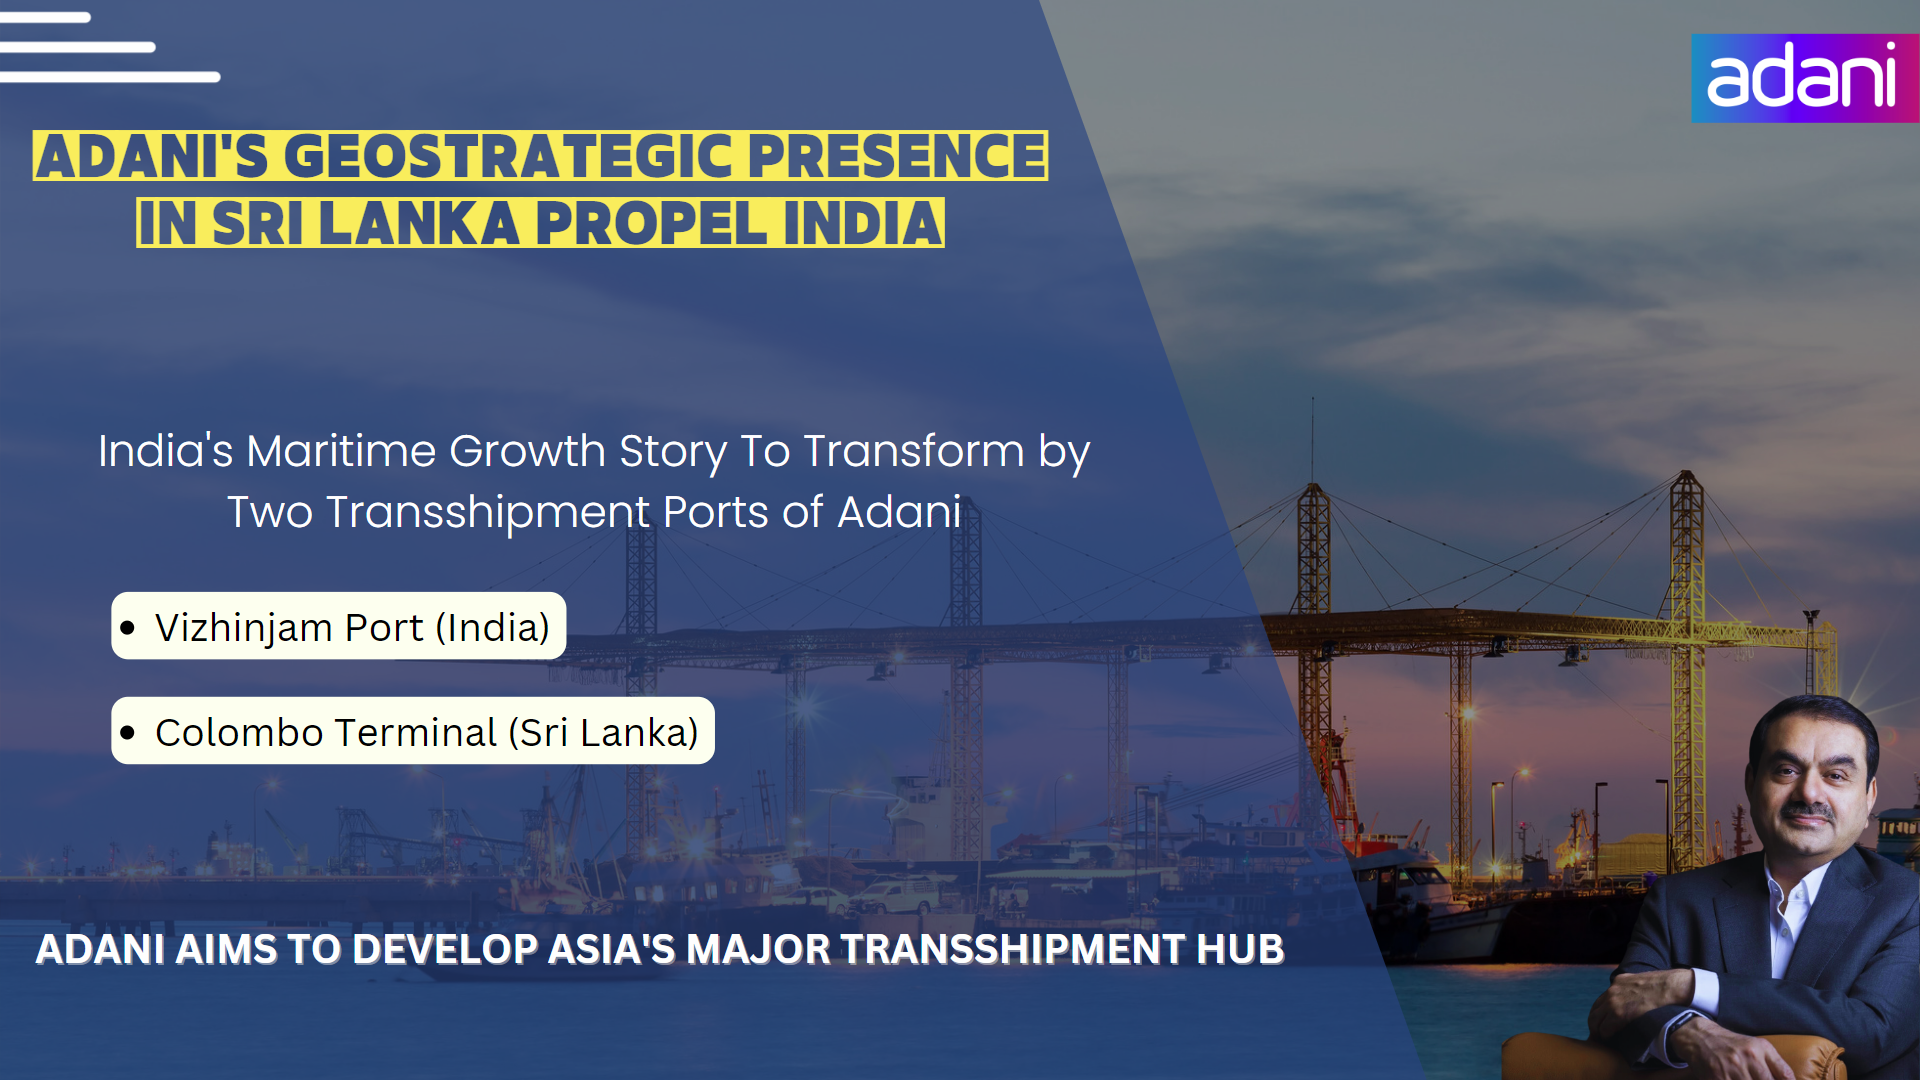 adani
ADANI'S GEOSTRATEGIC PRESENCE
IN SRI LANKA PROPEL INDIA
India's Maritime Growth Story To Transform by
Two Transshipment Ports of Adani
• Vizhinjam Port (India)
• Colombo Terminal (Sri Lanka)
ADANI AIMS TO DEVELOP ASIA'S MAJOR TRANSSHIPMENT HUB